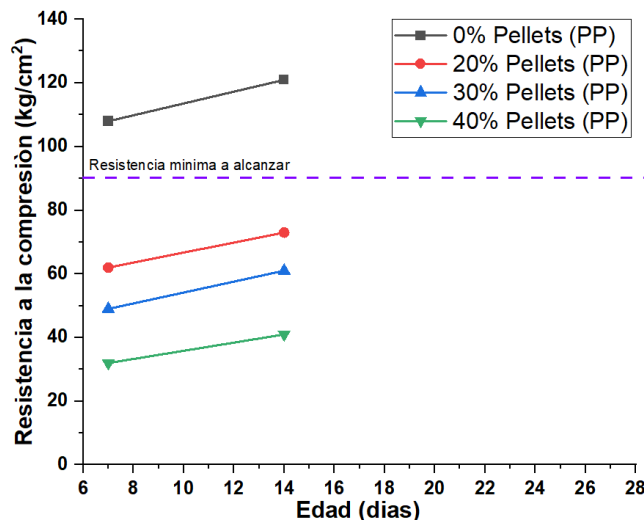 140
120
100
80
60
40
20
0
6
8
10
12
14
16
18
20
22
24
26
28
Resistencia a la compresiòn (kg/cm²)
Edad (dias)
0% Pellets (PP)
20% Pellets (PP)
30% Pellets (PP)
40% Pellets (PP)
Resistencia minima a alcanzar